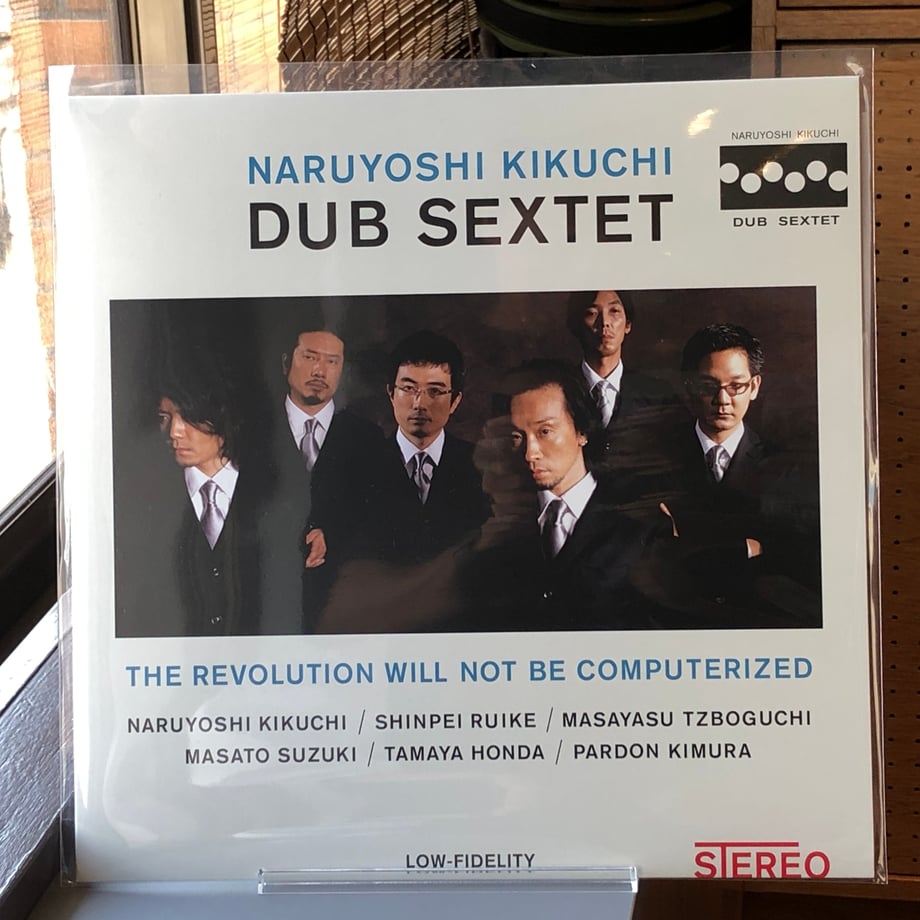 NARUYOSHI KIKUCHI
DUB SEXTET
NARUYOSHI KIKUCHI
DUB SEXTET
THE REVOLUTION WILL NOT BE COMPUTERIZED
NARUYOSHI KIKUCHI / SHINPEI RUIKE / MASAYASU TZBOGUCHI
MASATO SUZUKI / TAMAYA HONDA / PARDON KIMURA
LOW-FIDELITY
STEREO